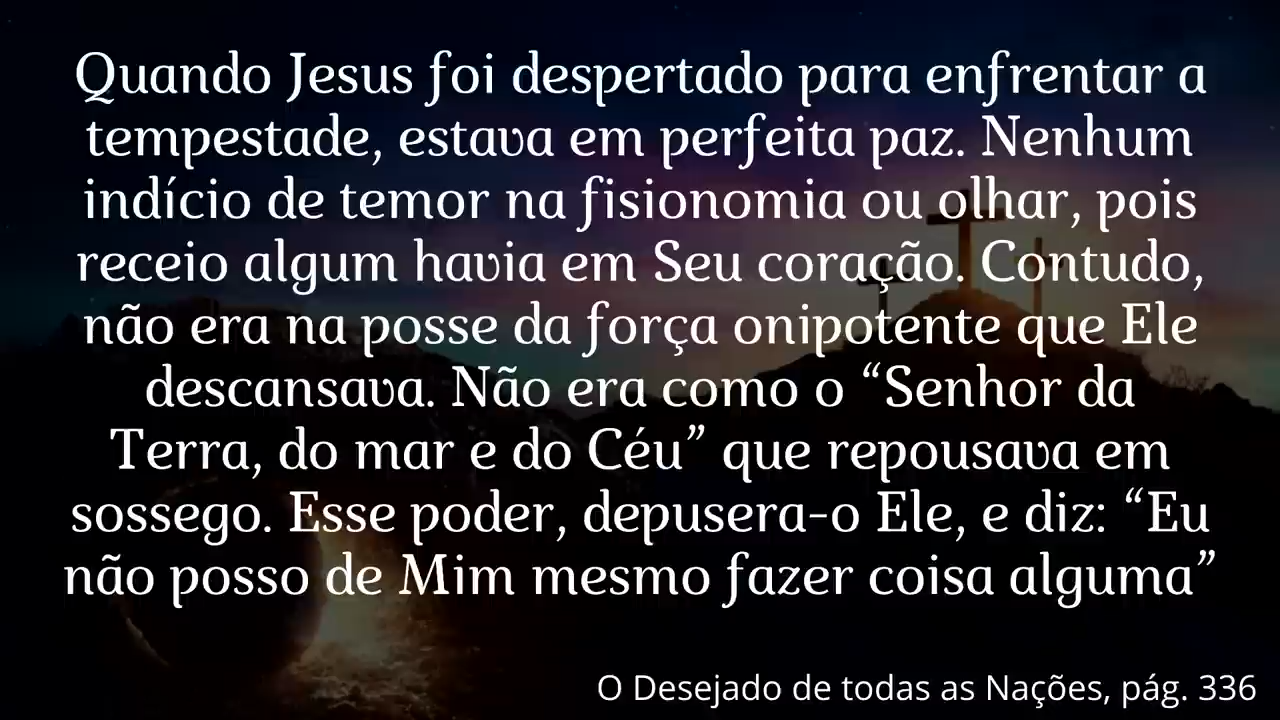 Quando Jesus foi despertado para enfrentar a
tempestade, estava em perfeita paz. Nenhum
indício de temor na fisionomia ou olhar, pois
receio algum havia em Seu coração. Contudo,
não era na posse da força onipotente que Ele
descansava. Não era como o “Senhor da
Terra, do mar e do Céu” que repousava em
sossego. Esse poder, depusera-o Ele, e diz: “Eu
não posso de Mim mesmo fazer coisa alguma”
O Desejado de todas as Nações, pág. 336